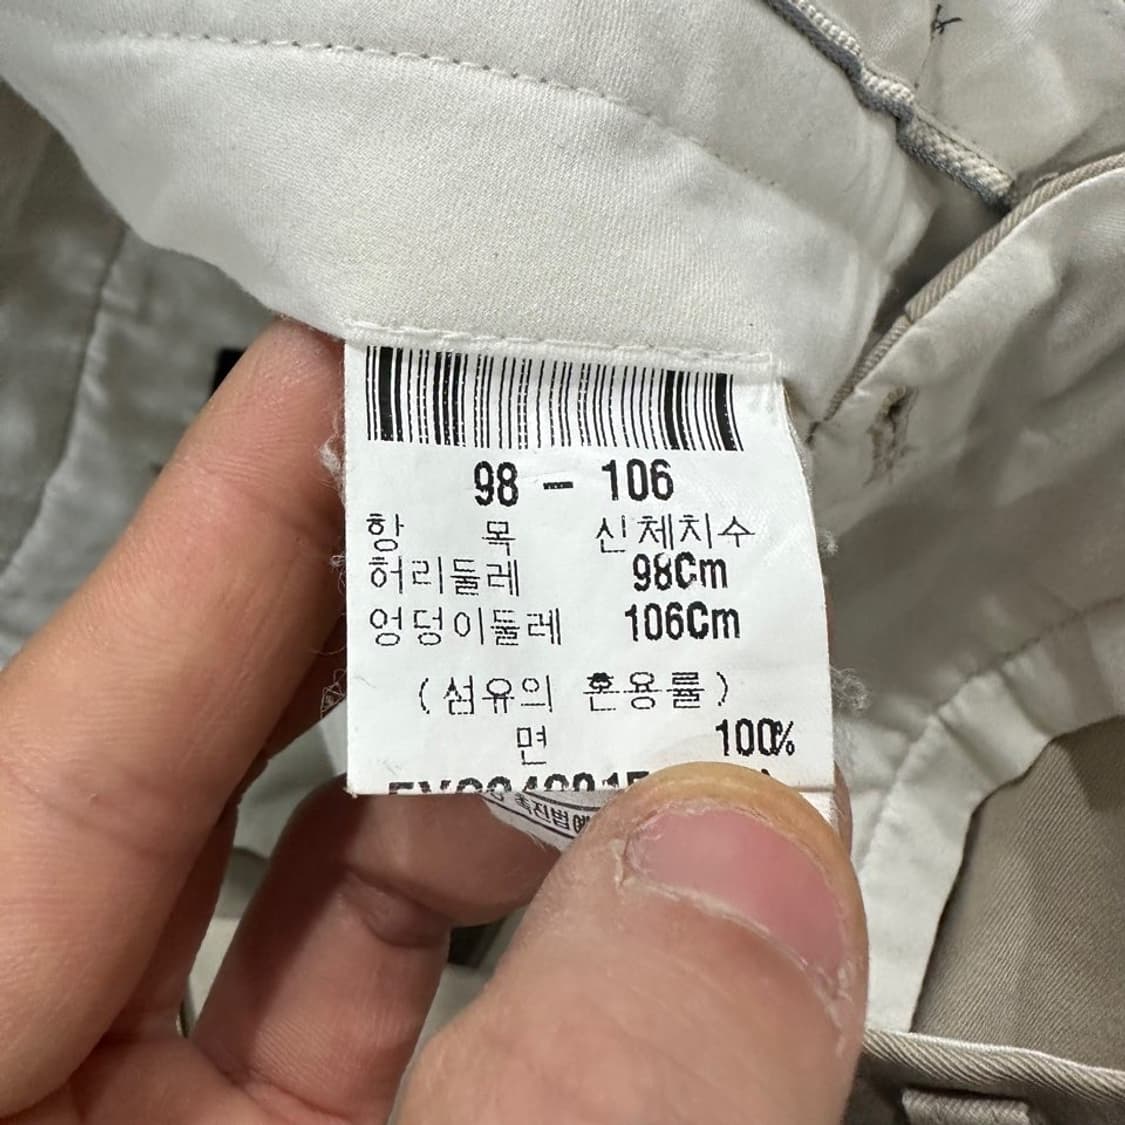 98 - 106
항 목 신체치수
허리둘레 98Cm
엉덩이둘레 106Cm
(섬유의 혼용률)
면 100%